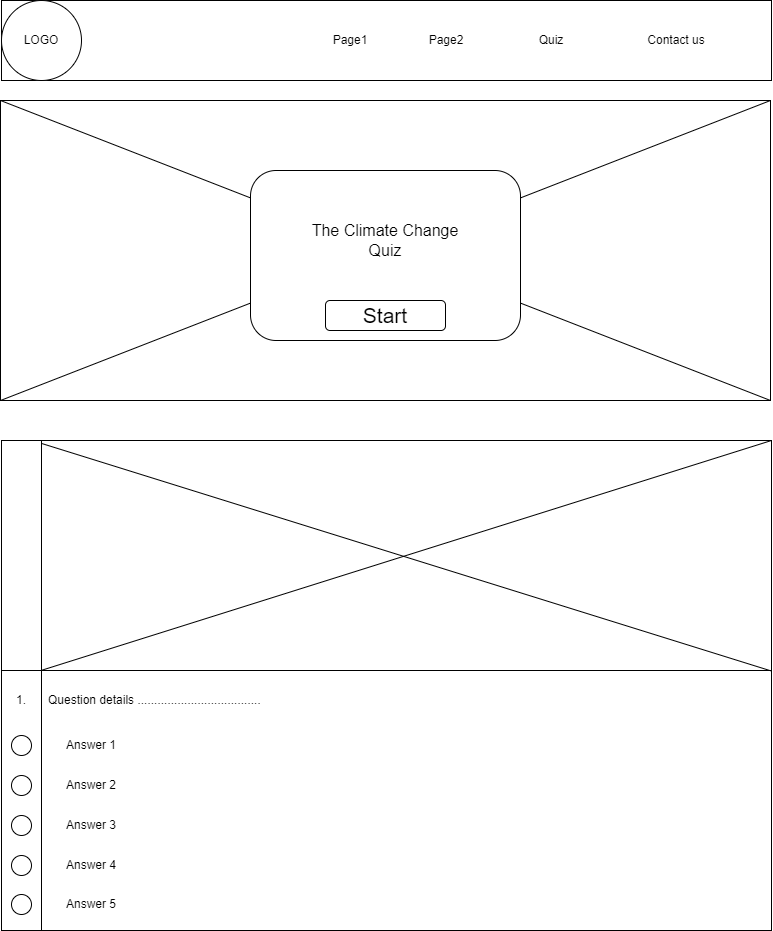 LOGO Page1 Page2 Quiz Contact us
The Climate Change
Quiz
Start
1. Question details .....................................
Answer 1
Answer 2
Answer 3
Answer 4
Answer 5